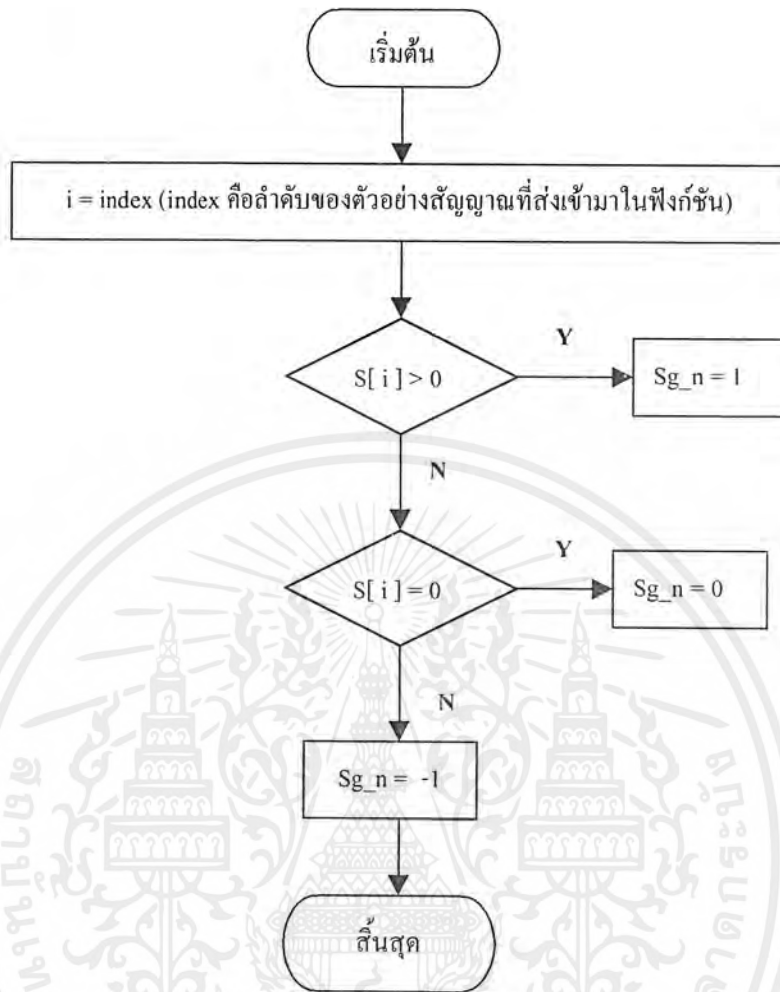 เริ่มต้น
i = index (index คือลำดับของตัวอย่างสัญญาณที่ส่งเข้ามาในฟังก์ชัน)
S[ i ] > 0
Y
Sg_n = 1
N
S[ i ] = 0
Y
Sg_n = 0
N
Sg_n = -1
สิ้นสุด